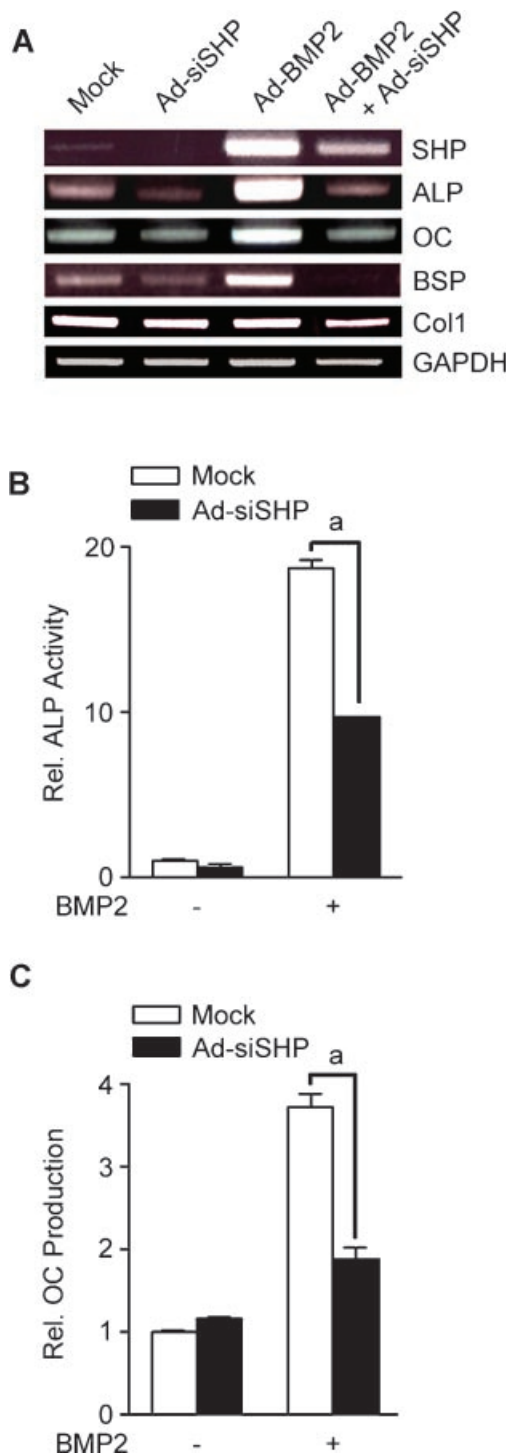 A
Mock
Ad-siSHP
Ad-BMP2
Ad-BMP2
+ Ad-siSHP
SHP
ALP
OC
BSP
Col1
GAPDH
B
Mock
Ad-siSHP
a
20
10
0
Rel. ALP Activity
BMP2 - +
C
Mock
Ad-siSHP
a
4
3
2
1
0
Rel. OC Production
BMP2 - +